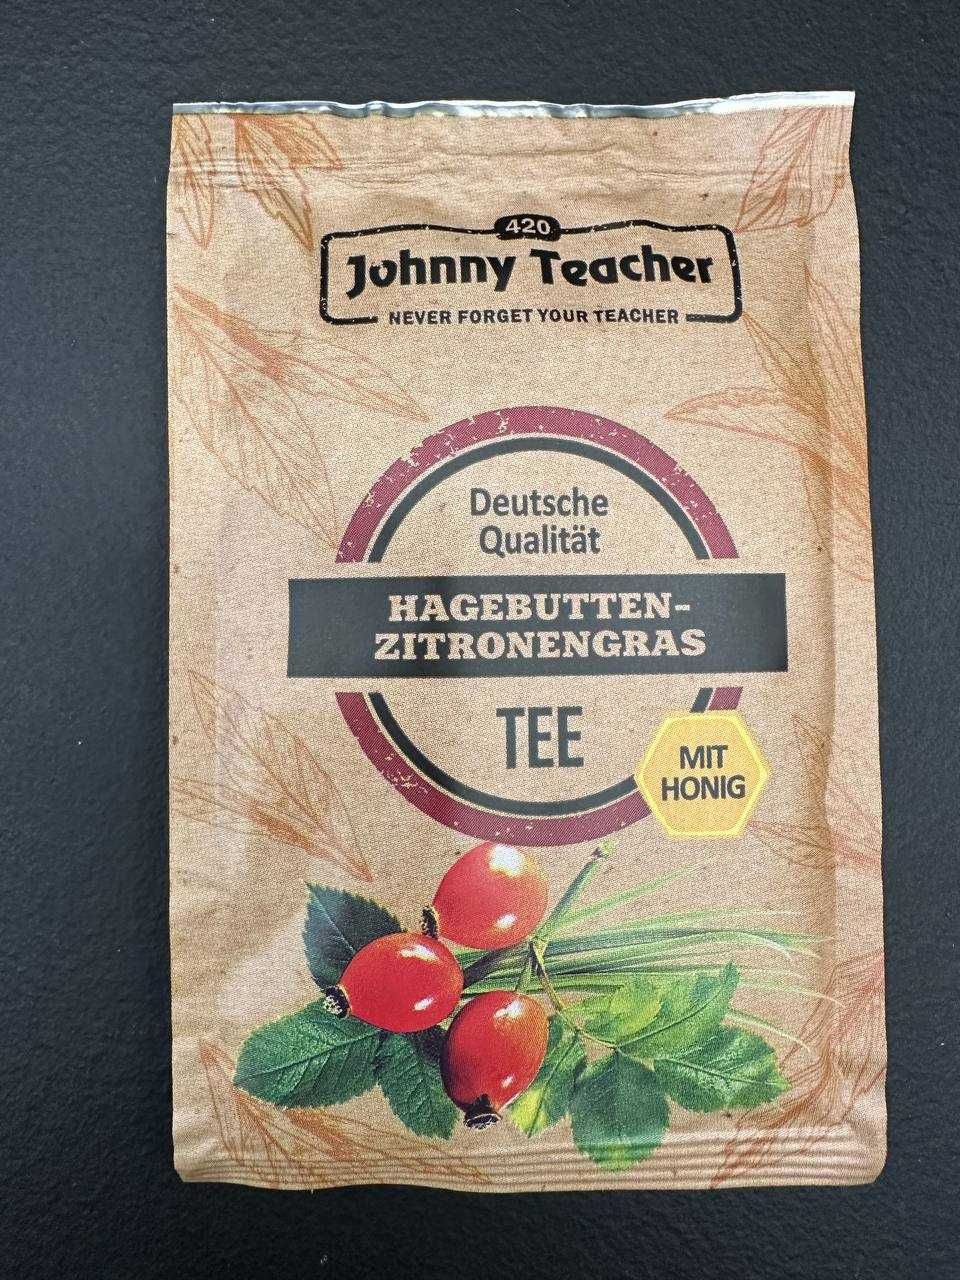 420
Johnny Teacher
NEVER FORGET YOUR TEACHER
Deutsche
Qualität
HAGEBUTTEN-
ZITRONENGRAS
TEE
MIT
HONIG